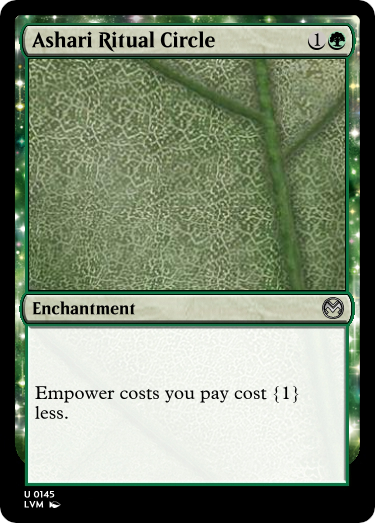 Ashari Ritual Circle 1
Enchantment
Empower costs you pay cost {1}
less.
U 0145
LVM